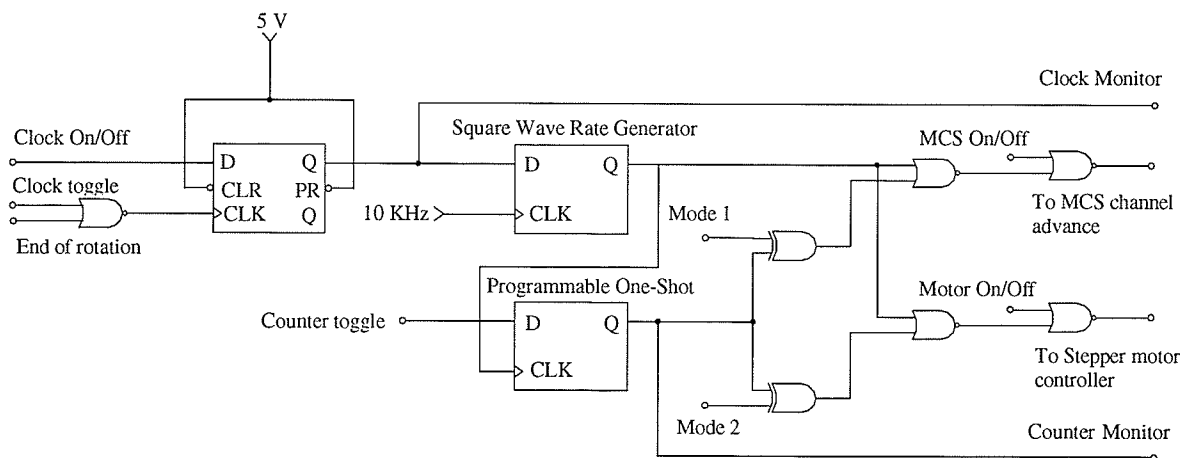 5 V
Clock Monitor
Square Wave Rate Generator
Clock On/Off
MCS On/Off
D
Q
D
Q
Clock toggle
CLR
PR
CLK
Q
10 KHz
CLK
Mode 1
To MCS channel
advance
End of rotation
Programmable One-Shot
Motor On/Off
Counter toggle
D
Q
CLK
To Stepper motor
controller
Mode 2
Counter Monitor